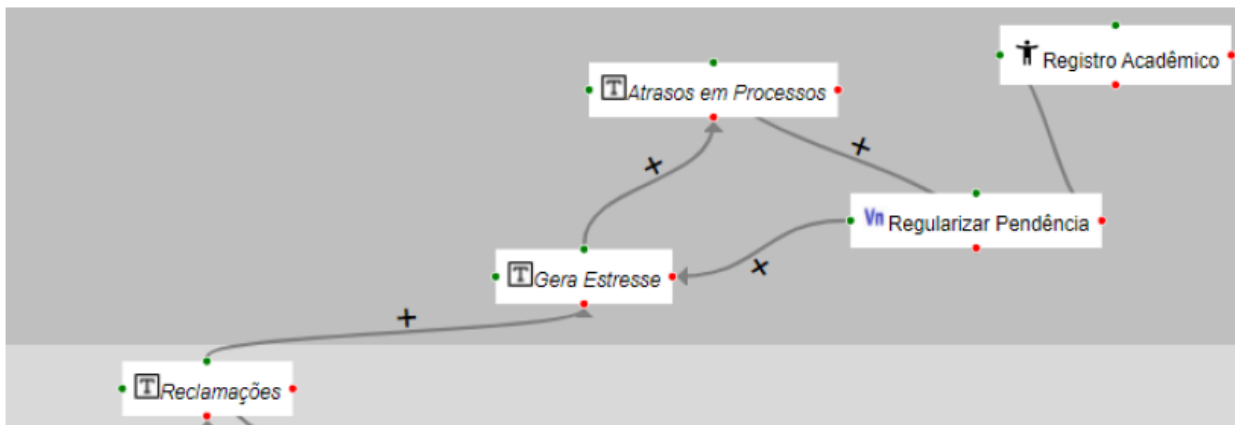 Registro Acadêmico
T Atrasos em Processos
+
+
Vn Regularizar Pendência
T Gera Estresse
+
+
T Reclamações